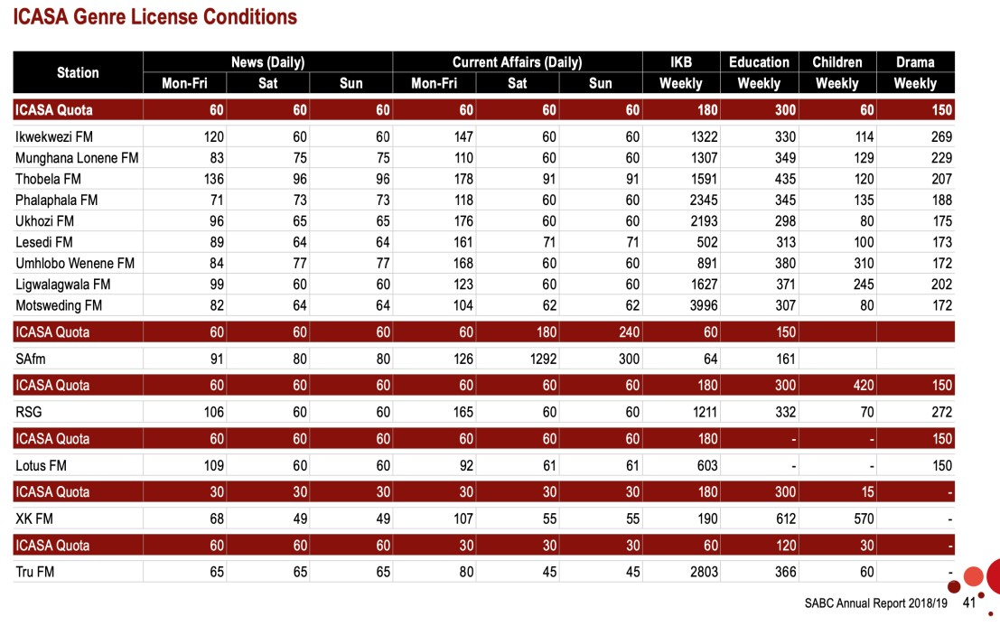 ICASA Genre License Conditions
Station News (Daily) Current Affairs (Daily) IKB Education Children Drama
Mon-Fri Sat Sun Mon-Fri Sat Sun Weekly Weekly Weekly Weekly
ICASA Quota 60 60 60 60 60 60 180 300 60 150
Ikwekwezi FM 120 60 60 147 60 60 1322 330 114 269
Munghana Lonene FM 83 75 75 110 60 60 1307 349 129 229
Thobela FM 136 96 96 178 91 91 1591 435 120 207
Phalaphala FM 71 73 73 118 60 60 2345 345 135 188
Ukhozi FM 96 65 65 176 60 60 2193 298 80 175
Lesedi FM 89 64 64 161 71 71 502 313 100 173
Umhlobo Wenene FM 84 77 77 168 60 60 891 380 310 172
Ligwalagwala FM 99 60 60 123 60 60 1627 371 245 202
Motsweding FM 82 64 64 104 62 62 3996 307 80 172
ICASA Quota 60 60 60 60 180 240 60 150
SAfm 91 80 80 126 1292 300 64 161
ICASA Quota 60 60 60 60 60 60 180 300 420 150
RSG 106 60 60 165 60 60 1211 332 70 272
ICASA Quota 60 60 60 60 60 60 180 - - 150
Lotus FM 109 60 60 92 61 61 603 - - 150
ICASA Quota 30 30 30 30 30 30 180 300 15 -
XK FM 68 49 49 107 55 55 190 612 570 -
ICASA Quota 60 60 60 30 30 30 60 120 30 -
Tru FM 65 65 65 80 45 45 2803 366 60 -
SABC Annual Report 2018/19 41